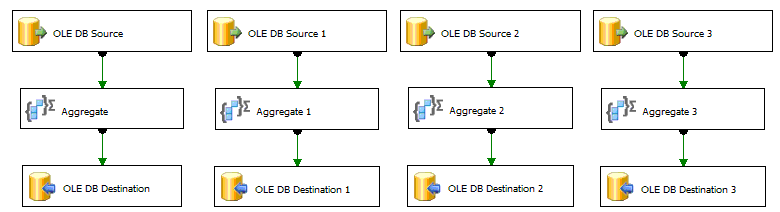 OLE DB Source
OLE DB Source 1
OLE DB Source 2
OLE DB Source 3
Aggregate
Aggregate 1
Aggregate 2
Aggregate 3
OLE DB Destination
OLE DB Destination 1
OLE DB Destination 2
OLE DB Destination 3